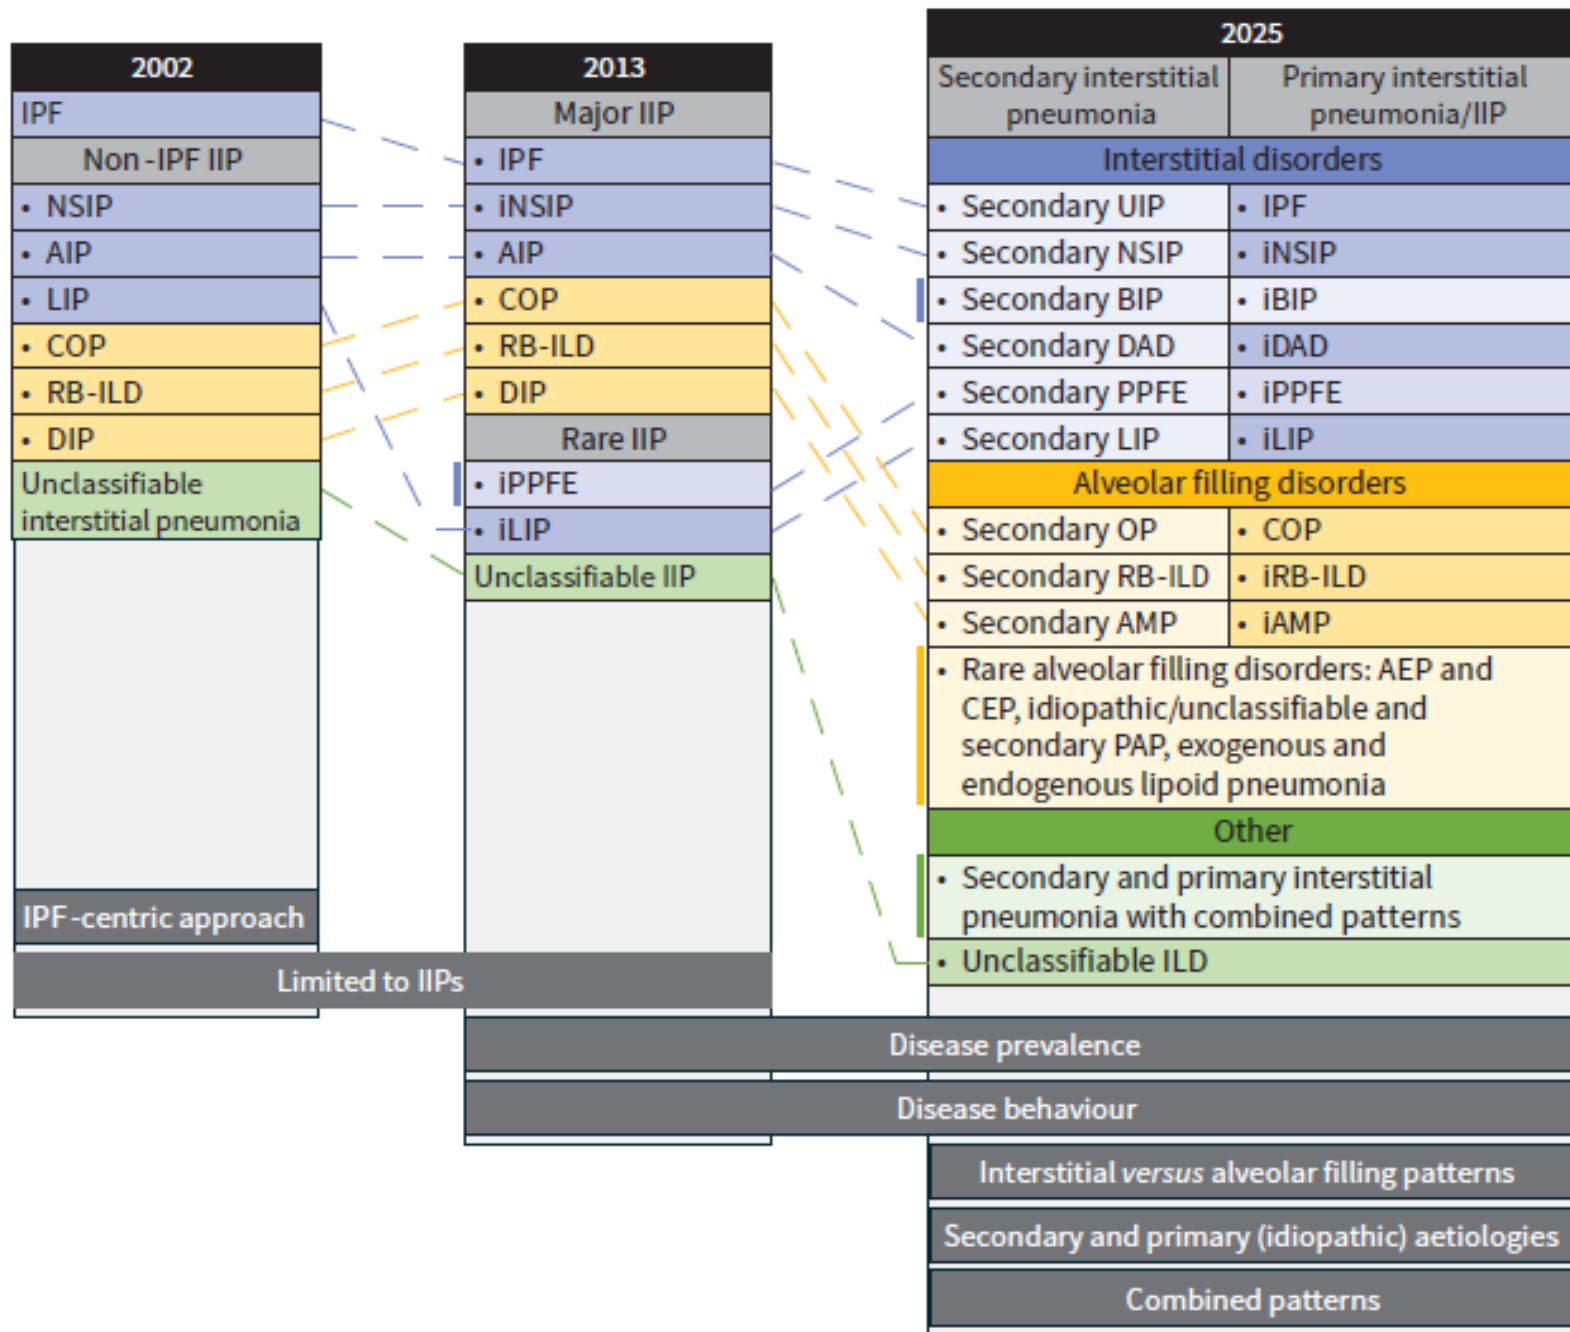 2002
IPF
Non-IPF IIP
• NSIP
• AIP
• LIP
• COP
• RB-ILD
• DIP
Unclassifiable
interstitial pneumonia
IPF-centric approach
2013
Major IIP
• IPF
• iNSIP
• AIP
• COP
• RB-ILD
• DIP
Rare IIP
• iPPFE
• iLIP
Unclassifiable IIP
Limited to IIPs
2025
Secondary interstitial
pneumonia
Primary interstitial
pneumonia/IIP
Interstitial disorders
• Secondary UIP
• IPF
• Secondary NSIP
• iNSIP
• Secondary BIP
• iBIP
• Secondary DAD
• iDAD
• Secondary PPFE
• iPPFE
• Secondary LIP
• iLIP
Alveolar filling disorders
• Secondary OP
• COP
• Secondary RB-ILD
• iRB-ILD
• Secondary AMP
• iAMP
• Rare alveolar filling disorders: AEP and
CEP, idiopathic/unclassifiable and
secondary PAP, exogenous and
endogenous lipoid pneumonia
Other
• Secondary and primary interstitial
pneumonia with combined patterns
• Unclassifiable ILD
Disease prevalence
Disease behaviour
Interstitial versus alveolar filling patterns
Secondary and primary (idiopathic) aetiologies
Combined patterns